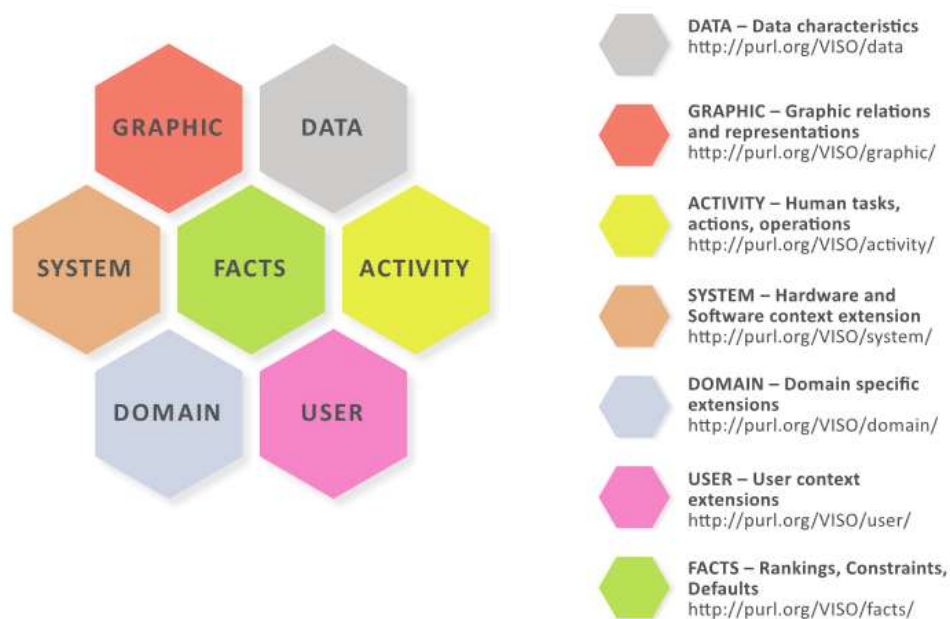 GRAPHIC
DATA
SYSTEM
FACTS
ACTIVITY
DOMAIN
USER
DATA – Data characteristics
http://purl.org/VISO/data
GRAPHIC – Graphic relations
and representations
http://purl.org/VISO/graphic/
ACTIVITY – Human tasks,
actions, operations
http://purl.org/VISO/activity/
SYSTEM – Hardware and
Software context extension
http://purl.org/VISO/system/
DOMAIN – Domain specific
extensions
http://purl.org/VISO/domain/
USER – User context
extensions
http://purl.org/VISO/user/
FACTS – Rankings, Constraints,
Defaults
http://purl.org/VISO/facts/